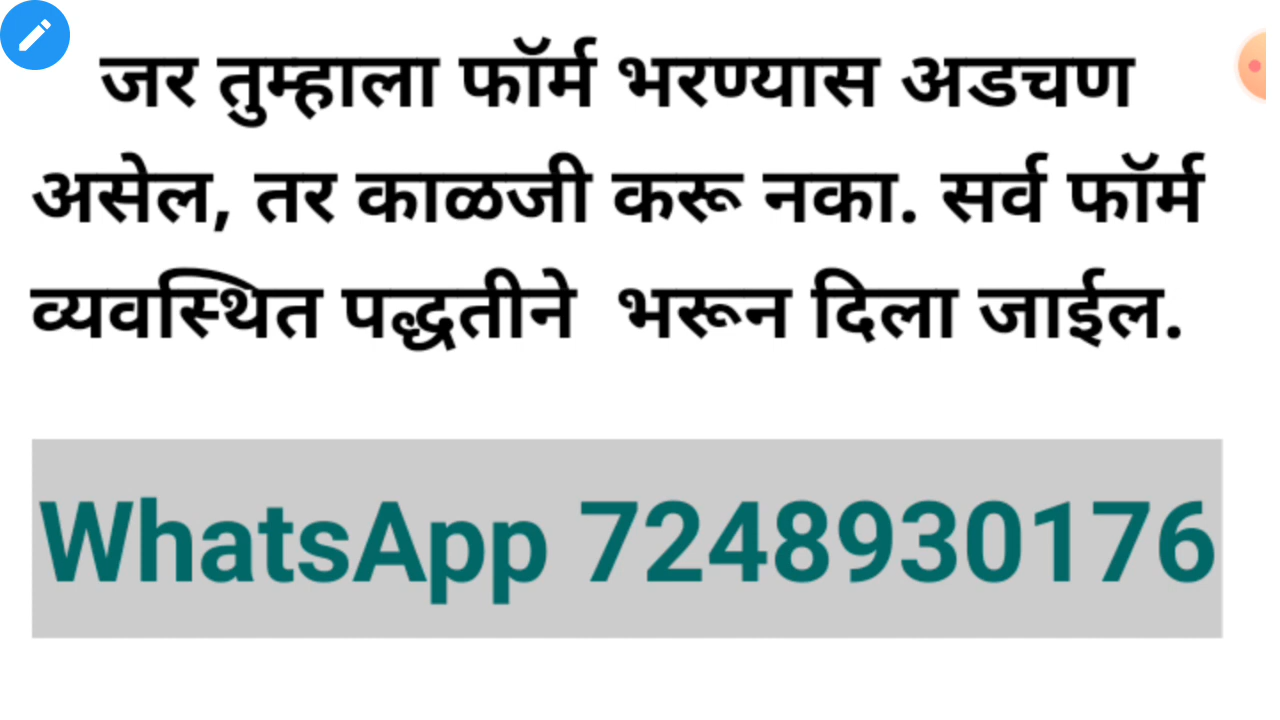 जर तुम्हाला फॉर्म भरण्यास अडचण
असेल, तर काळजी करू नका. सर्व फॉर्म
व्यवस्थित पद्धतीने भरून दिला जाईल.
WhatsApp 7248930176